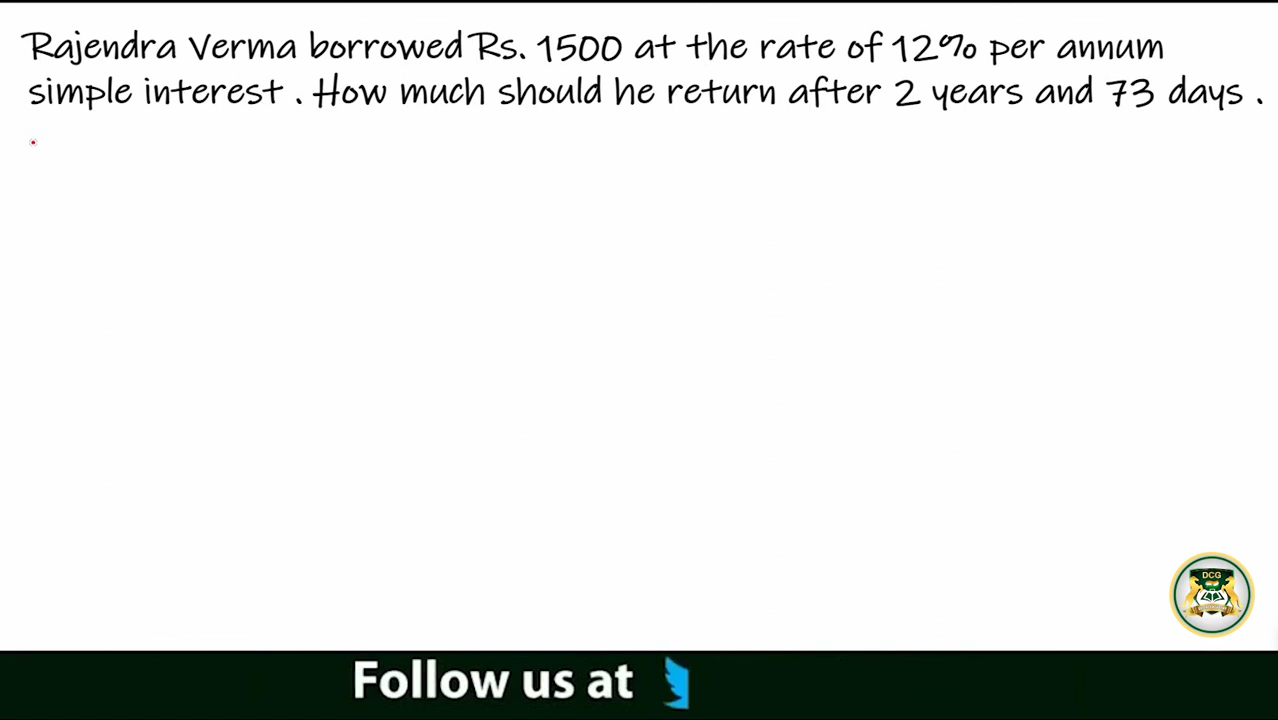 Rajendra Verma borrowed Rs. 1500 at the rate of 12% per annum
simple interest . How much should he return after 2 years and 73 days .
DCG
Follow us at